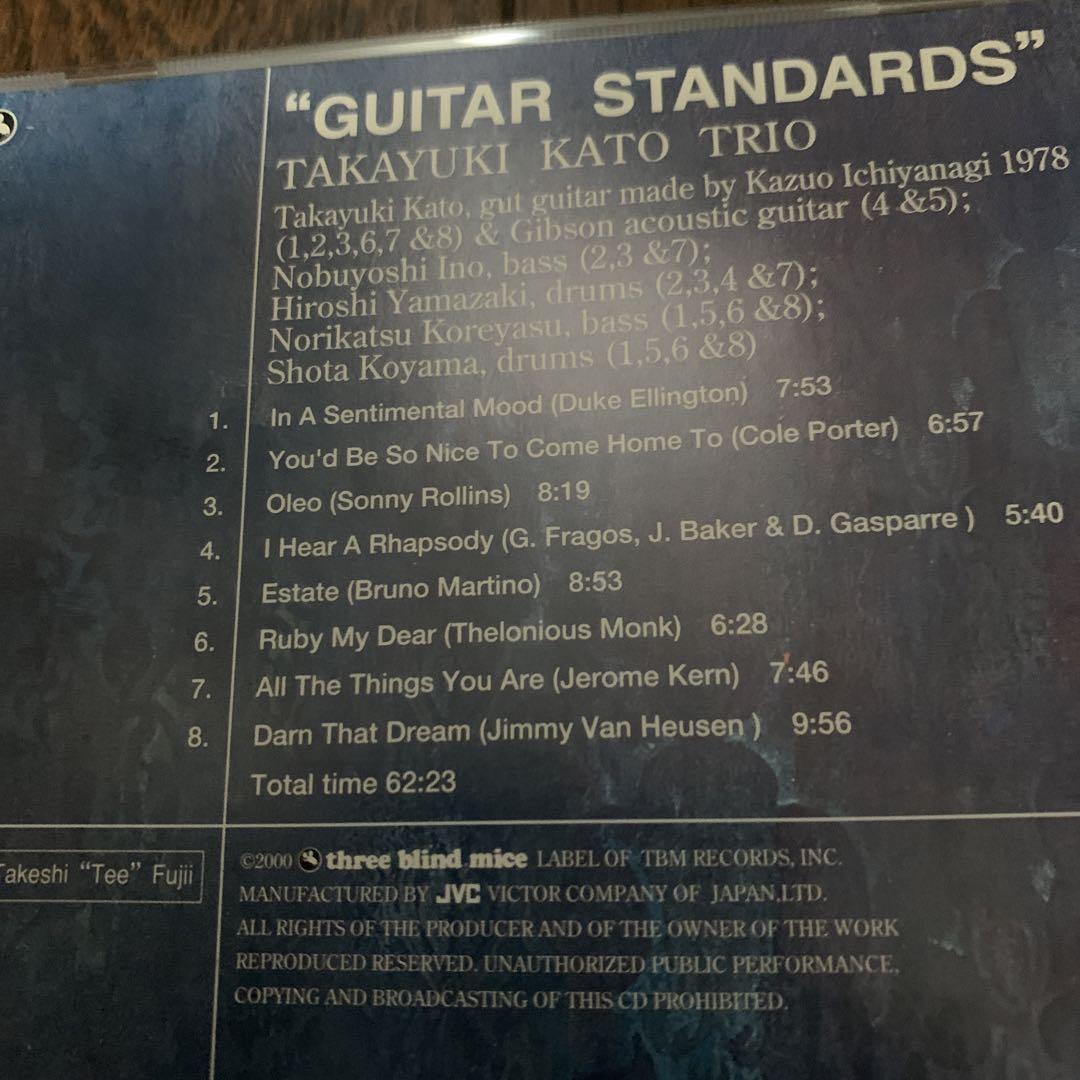 “GUITAR STANDARDS”
TAKAYUKI KATO TRIO
Takayuki Kato, gut guitar made by Kazuo Ichiyanagi 1978
(1,2,3,6,7 &8) & Gibson acoustic guitar (4 &5);
Nobuyoshi Ino, bass (2,3 &7);
Hiroshi Yamazaki, drums (2,3,4 &7);
Norikatsu Koreyasu, bass (1,5,6 &8);
Shota Koyama, drums (1,5,6 &8)
1. In A Sentimental Mood (Duke Ellington) 7:53
2. You'd Be So Nice To Come Home To (Cole Porter) 6:57
3. Oleo (Sonny Rollins) 8:19
4. I Hear A Rhapsody (G. Fragos, J. Baker & D. Gasparre ) 5:40
5. Estate (Bruno Martino) 8:53
6. Ruby My Dear (Thelonious Monk) 6:28
7. All The Things You Are (Jerome Kern) 7:46
8. Darn That Dream (Jimmy Van Heusen ) 9:56
Total time 62:23
Takeshi “Tee” Fujii
©2000 three blind mice LABEL OF TBM RECORDS, INC.
MANUFACTURED BY JVC VICTOR COMPANY OF JAPAN,LTD.
ALL RIGHTS OF THE PRODUCER AND OF THE OWNER OF THE WORK
REPRODUCED RESERVED. UNAUTHORIZED PUBLIC PERFORMANCE,
COPYING AND BROADCASTING OF THIS CD PROHIBITED.